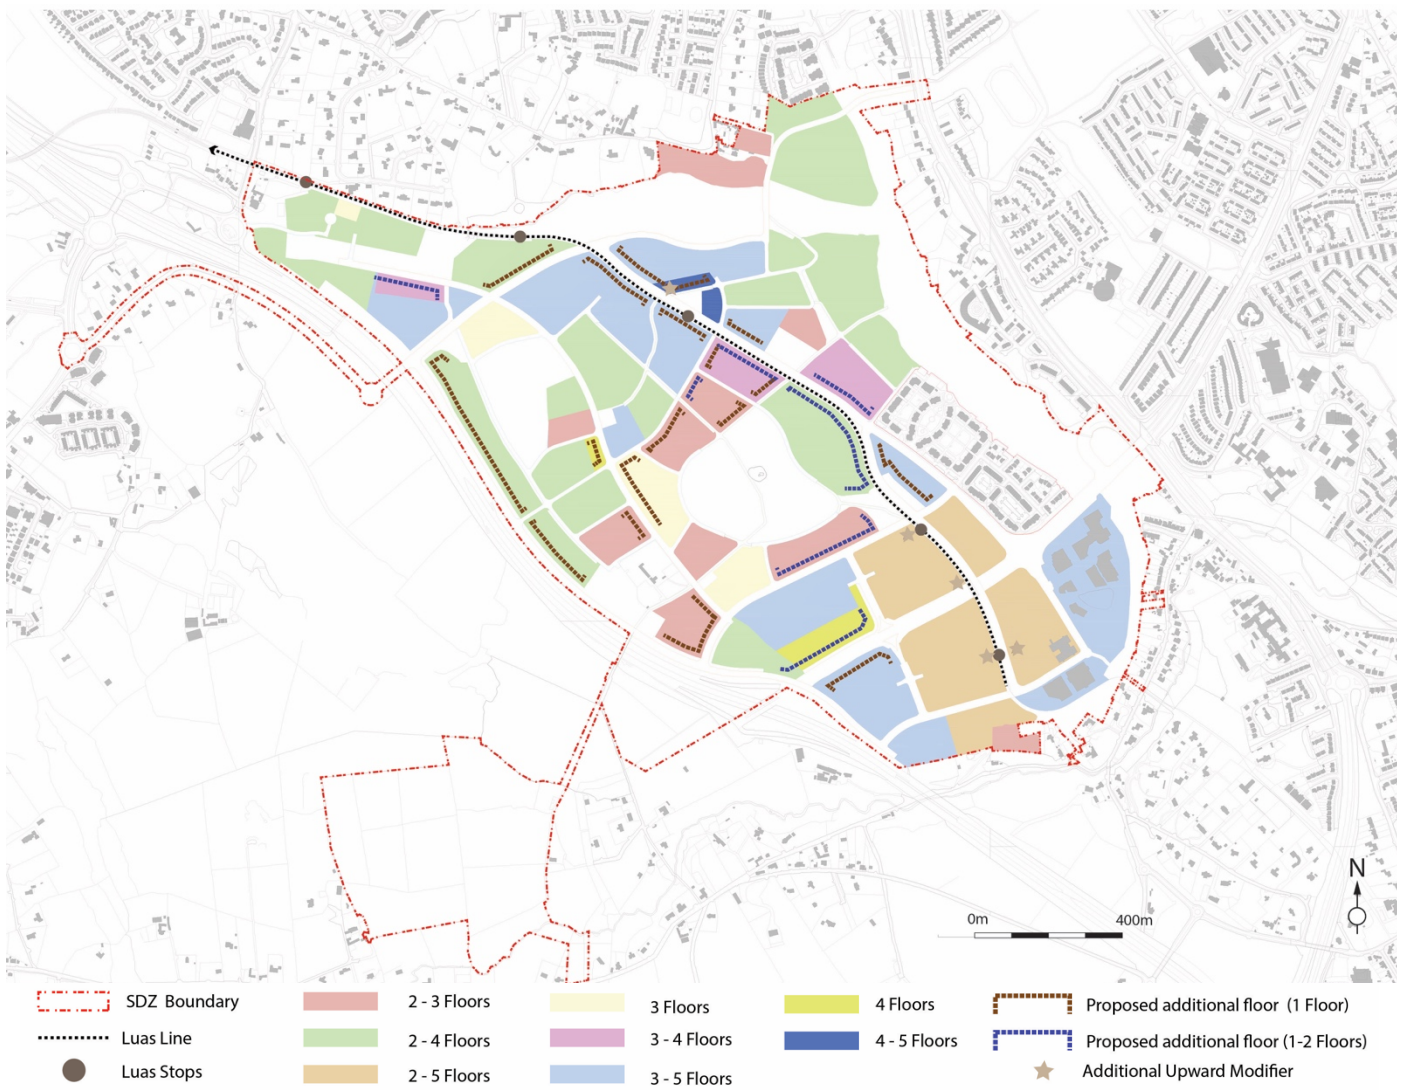 N
0m 400m
SDZ Boundary 2 - 3 Floors 3 Floors 4 Floors Proposed additional floor (1 Floor)
Luas Line 2 - 4 Floors 3 - 4 Floors 4 - 5 Floors Proposed additional floor (1-2 Floors)
Luas Stops 2 - 5 Floors 3 - 5 Floors Additional Upward Modifier